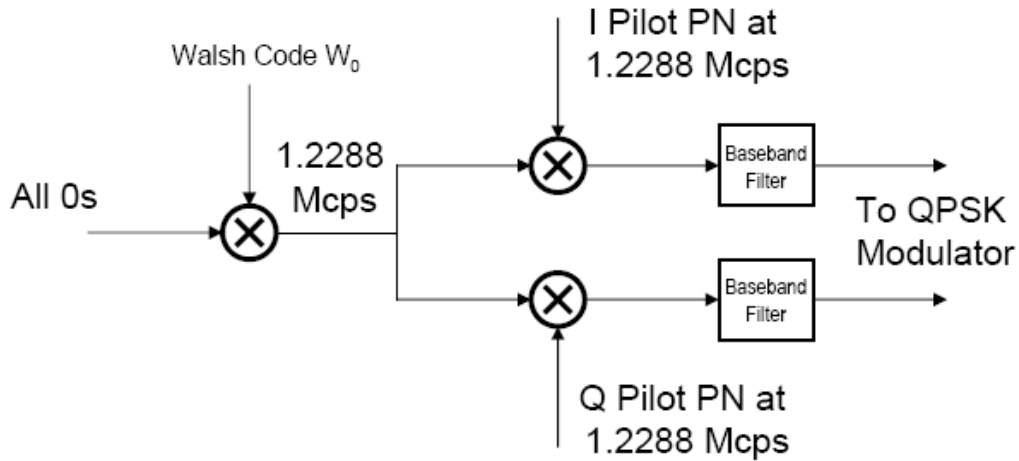 I Pilot PN at
1.2288 Mcps
Walsh Code W₀
1.2288
Mcps
All 0s
Baseband
Filter
To QPSK
Modulator
Baseband
Filter
Q Pilot PN at
1.2288 Mcps